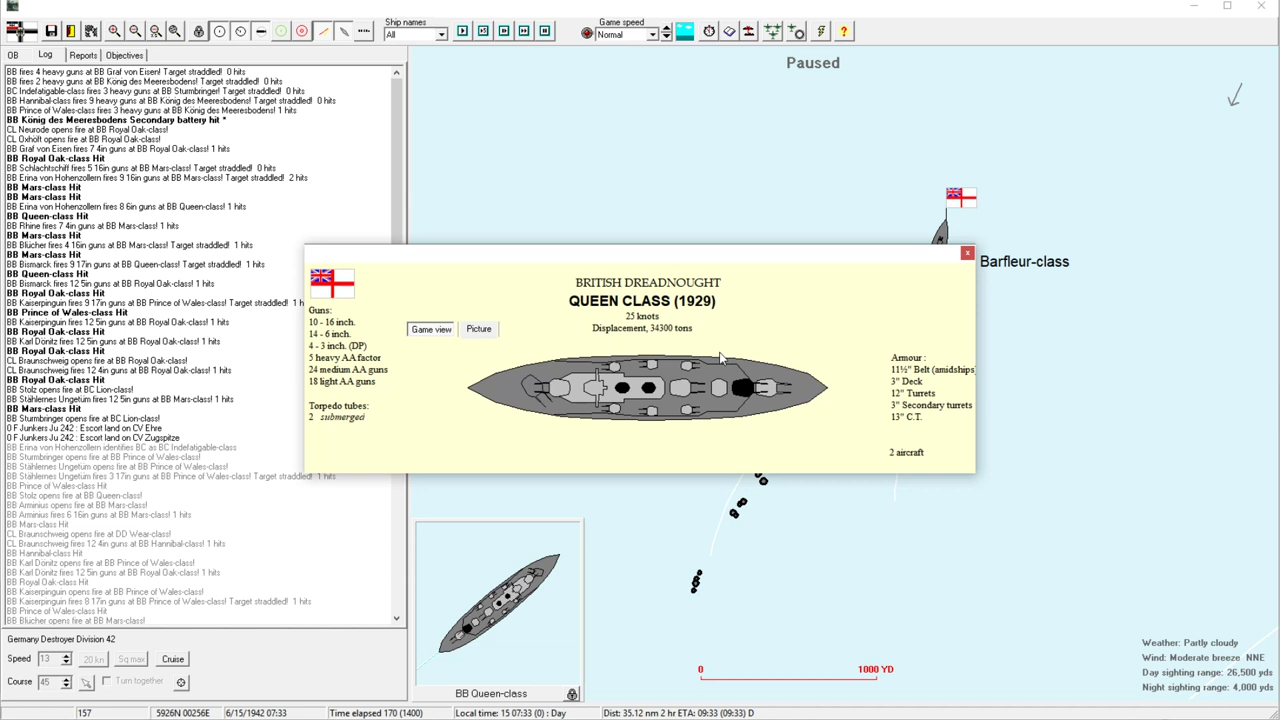 Ship names
All
Game speed
Normal
OB
Log
Reports
Objectives
BB fires 4 heavy guns at BB Graf von Eisen! Target straddled! 0 hits
BB fires 2 heavy guns at BB König des Meeresbodens! Target straddled! 0 hits
BC Indefatigable-class fires 3 heavy guns at BB Sturmbringer! Target straddled! 0 hits
BB Hannibal-class fires 9 heavy guns at BB König des Meeresbodens! Target straddled! 0 hits
BB Prince of Wales-class fires 3 heavy guns at BB König des Meeresbodens! 1 hits
BB König des Meeresbodens Secondary battery hit *
CL Neurode opens fire at BB Royal Oak-class!
CL Oxhöft opens fire at BB Royal Oak-class!
BB Graf von Eisen fires 7 4in guns at BB Royal Oak-class! 1 hits
BB Royal Oak-class Hit
BB Schlachtschiff fires 5 16in guns at BB Mars-class! Target straddled! 0 hits
BB Erina von Hohenzollern fires 9 16in guns at BB Mars-class! Target straddled! 2 hits
BB Mars-class Hit
BB Mars-class Hit
BB Erina von Hohenzollern fires 8 6in guns at BB Queen-class! 1 hits
BB Queen-class Hit
BB Rhine fires 7 4in guns at BB Mars-class! 1 hits
BB Mars-class Hit
BB Blücher fires 4 16in guns at BB Mars-class! Target straddled! 1 hits
BB Mars-class Hit
BB Bismarck fires 9 17in guns at BB Queen-class! Target straddled! 1 hits
BB Queen-class Hit
BB Bismarck fires 12 5in guns at BB Royal Oak-class! 1 hits
BB Royal Oak-class Hit
BB Kaiserpinguin fires 9 17in guns at BB Prince of Wales-class! Target straddled! 1 hits
BB Prince of Wales-class Hit
BB Kaiserpinguin fires 12 5in guns at BB Royal Oak-class! 1 hits
BB Royal Oak-class Hit
BB Karl Dönitz fires 12 5in guns at BB Royal Oak-class! 1 hits
BB Royal Oak-class Hit
CL Braunschweig opens fire at BB Royal Oak-class!
CL Braunschweig fires 12 4in guns at BB Royal Oak-class! 1 hits
BB Royal Oak-class Hit
BB Stolz opens fire at BC Lion-class!
BB Stählernes Ungetüm fires 12 5in guns at BB Mars-class! 1 hits
BB Mars-class Hit
BB Sturmbringer opens fire at BC Lion-class!
0 F Junkers Ju 242 : Escort land on CV Ehre
0 F Junkers Ju 242 : Escort land on CV Zugspitze
BB Erina von Hohenzollern identifies BC as BC Indefatigable-class
BB Sturmbringer opens fire at BB Prince of Wales-class!
BB Stählernes Ungetüm opens fire at BB Prince of Wales-class!
BB Stählernes Ungetüm fires 3 17in guns at BB Prince of Wales-class! Target straddled! 1 hits
BB Prince of Wales-class Hit
BB Stolz opens fire at BB Queen-class!
BB Arminius opens fire at BB Mars-class!
BB Arminius fires 6 16in guns at BB Mars-class! 1 hits
BB Mars-class Hit
CL Braunschweig opens fire at DD Wear-class!
CL Braunschweig fires 12 4in guns at BB Hannibal-class! 1 hits
BB Hannibal-class Hit
BB Karl Dönitz opens fire at BB Prince of Wales-class!
BB Karl Dönitz fires 12 5in guns at BB Royal Oak-class! 1 hits
BB Royal Oak-class Hit
BB Kaiserpinguin opens fire at BB Prince of Wales-class!
BB Kaiserpinguin fires 8 17in guns at BB Prince of Wales-class! Target straddled! 1 hits
BB Prince of Wales-class Hit
BB Blücher opens fire at BB Mars-class!
Germany Destroyer Division 42
Speed
13
20 kn
Sq max
Cruise
Course
45
Turn together
Paused
Barfleur-class
BRITISH DREADNOUGHT
QUEEN CLASS (1929)
25 knots
Displacement, 34300 tons
Guns:
10 - 16 inch.
14 - 6 inch.
4 - 3 inch. (DP)
5 heavy AA factor
24 medium AA guns
18 light AA guns
Torpedo tubes:
2 submerged
Game view
Picture
Armour :
11½" Belt (amidships
3" Deck
12" Turrets
3" Secondary turrets
13" C.T.
2 aircraft
BB Queen-class
0
1000 YD
Weather: Partly cloudy
Wind: Moderate breeze NNE
Day sighting range: 26,500 yds
Night sighting range: 4,000 yds
157
5926N 00256E
6/15/1942 07:33
Time elapsed 170 (1400)
Local time: 15 07:33 (0) : Day
Dist: 35.12 nm 2 hr ETA: 09:33 (09:33) D